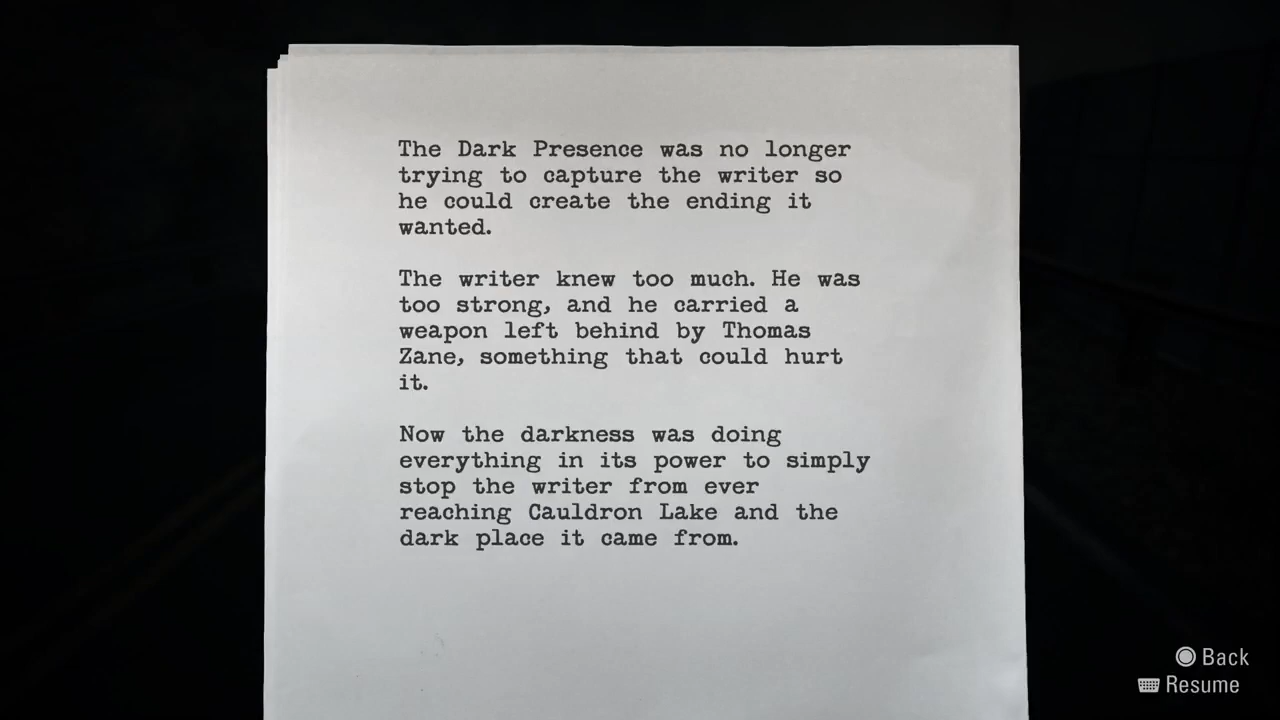 The Dark Presence was no longer
trying to capture the writer so
he could create the ending it
wanted.
The writer knew too much. He was
too strong, and he carried a
weapon left behind by Thomas
Zane, something that could hurt
it.
Now the darkness was doing
everything in its power to simply
stop the writer from ever
reaching Cauldron Lake and the
dark place it came from.
Back
Resume